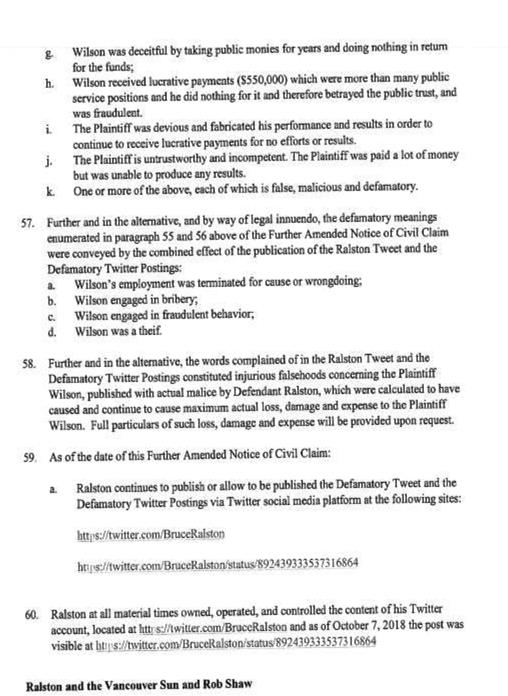 g. Wilson was deceitful by taking public monies for years and doing nothing in return
for the funds;
h. Wilson received lucrative payments ($550,000) which were more than many public
service positions and he did nothing for it and therefore betrayed the public trust, and
was fraudulent.
i. The Plaintiff was devious and fabricated his performance and results in order to
continue to receive lucrative payments for no efforts or results.
j. The Plaintiff is untrustworthy and incompetent. The Plaintiff was paid a lot of money
but was unable to produce any results.
k. One or more of the above, each of which is false, malicious and defamatory.
57. Further and in the alternative, and by way of legal innuendo, the defamatory meanings
enumerated in paragraph 55 and 56 above of the Further Amended Notice of Civil Claim
were conveyed by the combined effect of the publication of the Ralston Tweet and the
Defamatory Twitter Postings:
a. Wilson's employment was terminated for cause or wrongdoing;
b. Wilson engaged in bribery;
c. Wilson engaged in fraudulent behavior;
d. Wilson was a theif.
58. Further and in the alternative, the words complained of in the Ralston Tweet and the
Defamatory Twitter Postings constituted injurious falsehoods concerning the Plaintiff
Wilson, published with actual malice by Defendant Ralston, which were calculated to have
caused and continue to cause maximum actual loss, damage and expense to the Plaintiff
Wilson. Full particulars of such loss, damage and expense will be provided upon request.
59. As of the date of this Further Amended Notice of Civil Claim:
a. Ralston continues to publish or allow to be published the Defamatory Tweet and the
Defamatory Twitter Postings via Twitter social media platform at the following sites:
https://twitter.com/BruceRalston
https://twitter.com/BruceRalston/status/892439333537316864
60. Ralston at all material times owned, operated, and controlled the content of his Twitter
account, located at https://twitter.com/BruceRalston and as of October 7, 2018 the post was
visible at https://twitter.com/BruceRalston/status/892439333537316864
Ralston and the Vancouver Sun and Rob Shaw